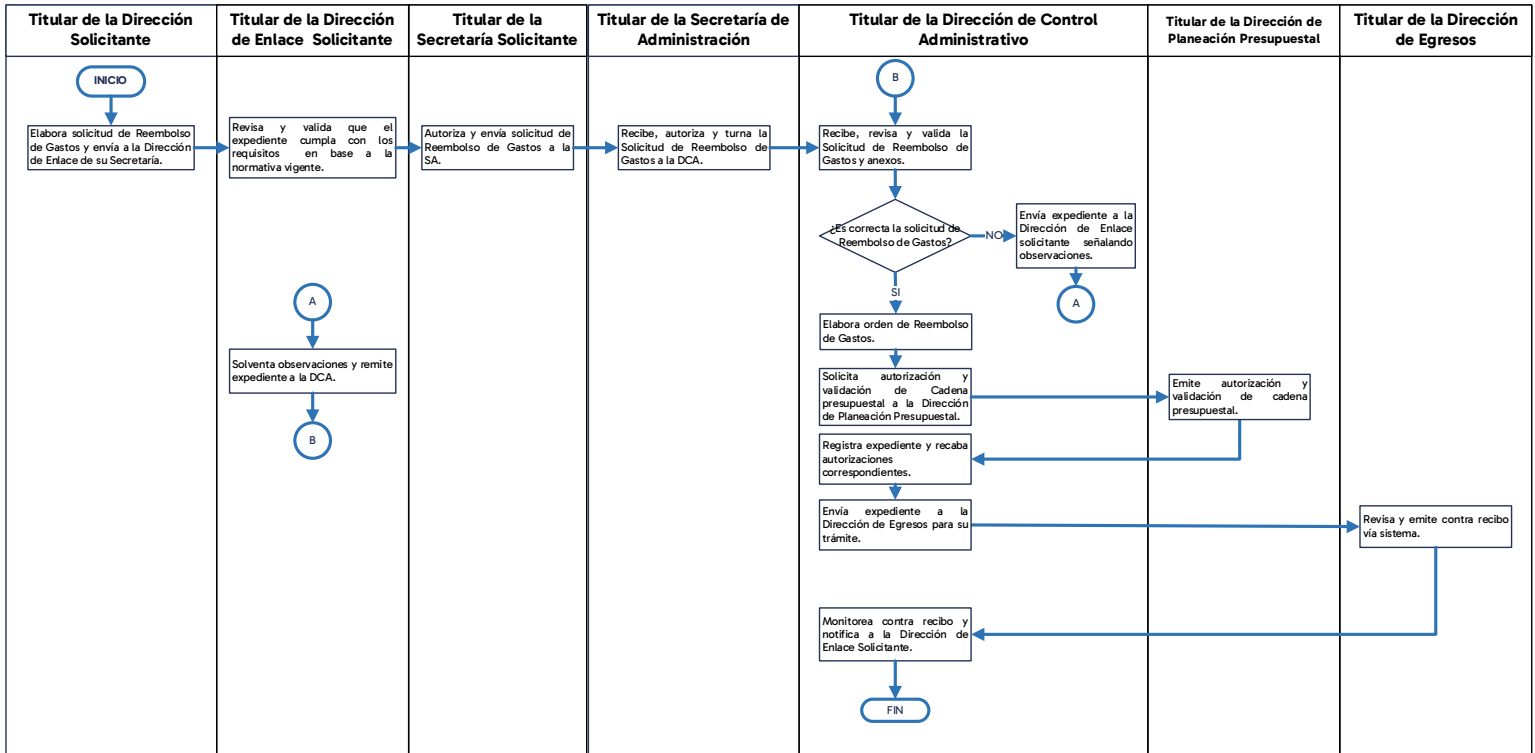 Titular de la Dirección
Solicitante
Titular de la Dirección
de Enlace Solicitante
Titular de la
Secretaría Solicitante
Titular de la Secretaría de
Administración
Titular de la Dirección de Control
Administrativo
Titular de la Dirección de
Planeación Presupuestal
Titular de la Dirección
de Egresos
INICIO
Elabora solicitud de Reembolso
de Gastos y envía a la Dirección
de Enlace de su Secretaría.
Revisa y valida que el
expediente cumpla con los
requisitos en base a la
normativa vigente.
Autoriza y envía solicitud de
Reembolso de Gastos a la
SA.
Recibe, autoriza y turna la
Solicitud de Reembolso de
Gastos a la DCA.
B
Recibe, revisa y valida la
Solicitud de Reembolso de
Gastos y anexos.
¿Es correcta la solicitud de
Reembolso de Gastos?
NO
Envía expediente a la
Dirección de Enlace
solicitante señalando
observaciones.
A
SI
A
Solventa observaciones y remite
expediente a la DCA.
B
Elabora orden de Reembolso
de Gastos.
Solicita autorización y
validación de Cadena
presupuestal a la Dirección
de Planeación Presupuestal.
Emite autorización y
validación de cadena
presupuestal.
Registra expediente y recaba
autorizaciones
correspondientes.
Envía expediente a la
Dirección de Egresos para su
trámite.
Revisa y emite contra recibo
vía sistema.
Monitorea contra recibo y
notifica a la Dirección de
Enlace Solicitante.
FIN